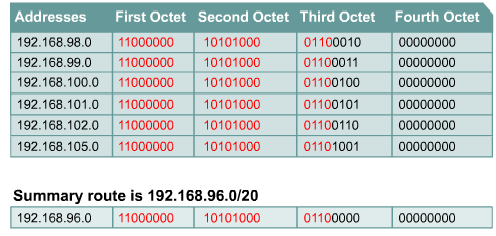 Addresses First Octet Second Octet Third Octet Fourth Octet
192.168.98.0 11000000 10101000 01100010 00000000
192.168.99.0 11000000 10101000 01100011 00000000
192.168.100.0 11000000 10101000 01100100 00000000
192.168.101.0 11000000 10101000 01100101 00000000
192.168.102.0 11000000 10101000 01100110 00000000
192.168.105.0 11000000 10101000 01101001 00000000
Summary route is 192.168.96.0/20
192.168.96.0 11000000 10101000 01100000 00000000